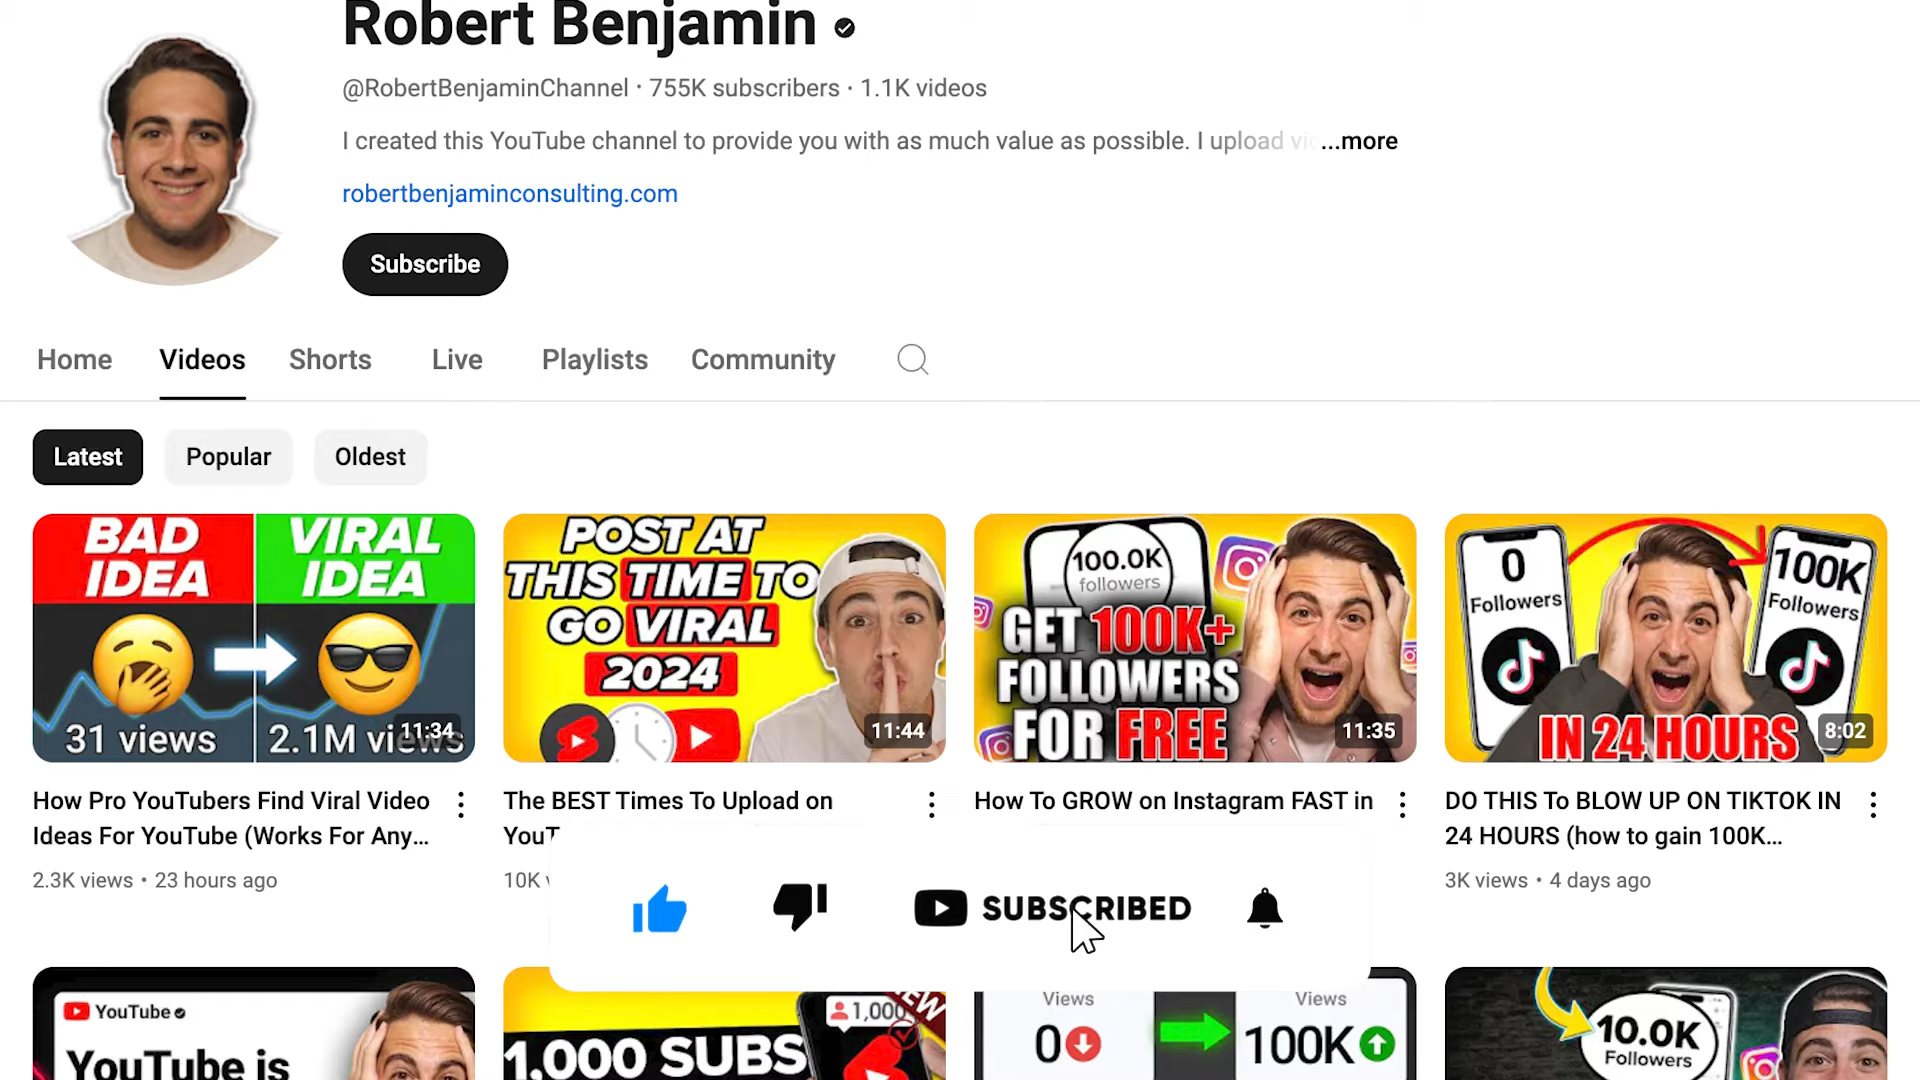 Robert Benjamin
@RobertBenjaminChannel · 755K subscribers · 1.1K videos
I created this YouTube channel to provide you with as much value as possible. I upload vi ...more
robertbenjaminconsulting.com
Subscribe
Home Videos Shorts Live Playlists Community
Latest Popular Oldest
BAD IDEA
VIRAL IDEA
31 views
2.1M views
11:34
POST AT
THIS TIME TO
GO VIRAL
2024
11:44
100.0K
followers
GET 100K+
FOLLOWERS
FOR FREE
11:35
0
Followers
100K
Followers
IN 24 HOURS
8:02
How Pro YouTubers Find Viral Video
Ideas For YouTube (Works For Any...
2.3K views • 23 hours ago
The BEST Times To Upload on
YouT
10K
How To GROW on Instagram FAST in
DO THIS To BLOW UP ON TIKTOK IN
24 HOURS (how to gain 100K...
3K views • 4 days ago
SUBSCRIBED
YouTube
YouTube is
1,000
NEW
1,000 SUBS
Views
0
Views
100K
10.0K
Followers